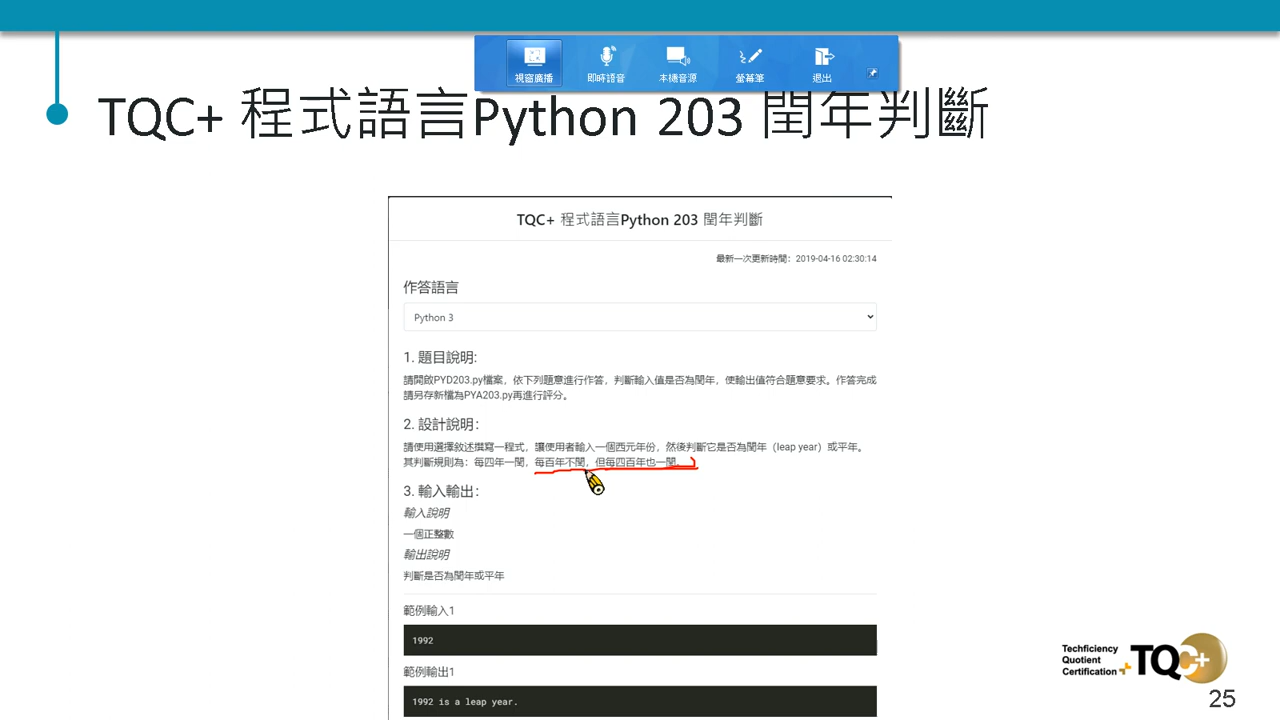 視窗廣播
即時語音
本機音源
螢幕筆
退出
TQC+ 程式語言Python 203 閏年判斷
TQC+ 程式語言Python 203 閏年判斷
最新一次更新時間：2019-04-16 02:30:14
作答語言
Python 3
1. 題目說明:
請開啟PYD203.py檔案，依下列題意進行作答，判斷輸入值是否為閏年，使輸出值符合題意要求。作答完成
請另存新檔為PYA203.py再進行評分。
2. 設計說明：
請使用選擇敘述撰寫一程式，讓使用者輸入一個西元年份，然後判斷它是否為閏年（leap year）或平年。
其判斷規則為：每四年一閏，每百年不閏，但每四百年也一閏。
3. 輸入輸出：
輸入說明
一個正整數
輸出說明
判斷是否為閏年或平年
範例輸入1
1992
範例輸出1
1992 is a leap year.
Techficiency
Quotient
Certification
TQC+
25